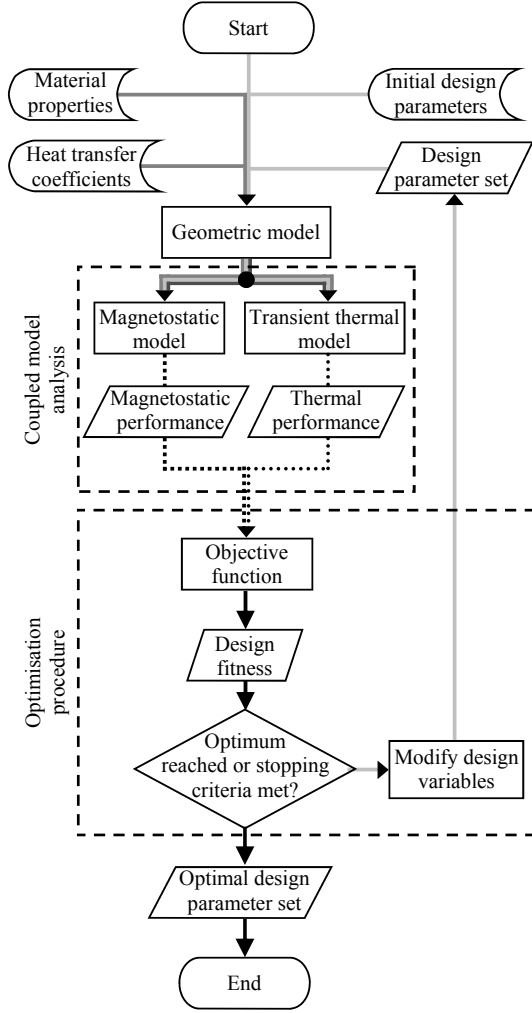 Start
Material
properties
Initial design
parameters
Heat transfer
coefficients
Design
parameter set
Geometric model
Coupled model
analysis
Magnetostatic
model
Transient thermal
model
Magnetostatic
performance
Thermal
performance
Optimisation
procedure
Objective
function
Design
fitness
Optimum
reached or stopping
criteria met?
Modify design
variables
Optimal design
parameter set
End